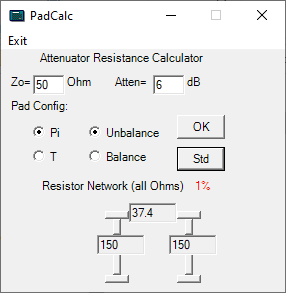 PadCalc
Exit
Attenuator Resistance Calculator
Zo= 50 Ohm Atten= 6 dB
Pad Config:
Pi Unbalance OK
T Balance Std
Resistor Network (all Ohms) 1%
37.4
150 150